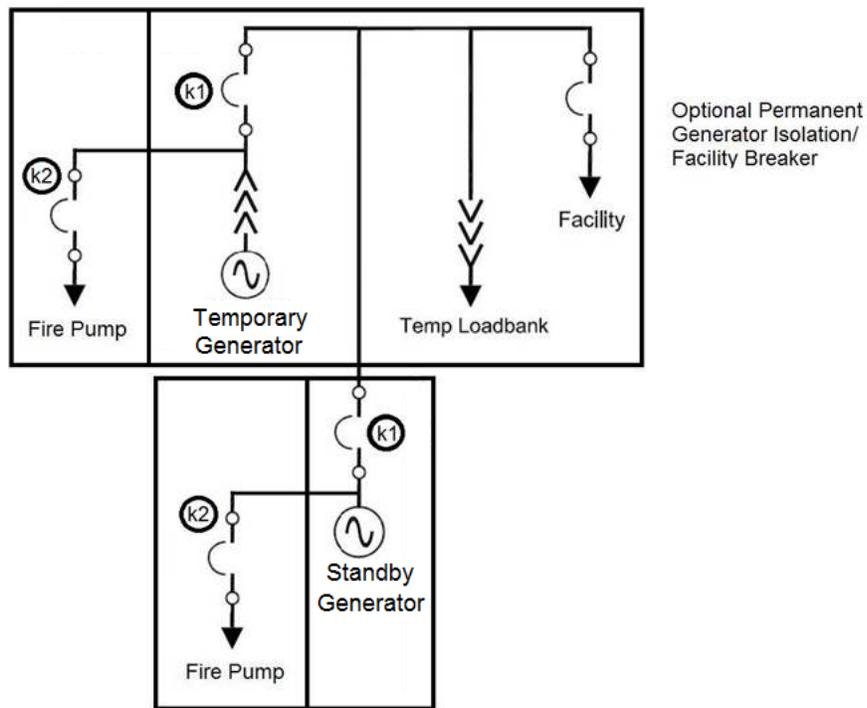 k1
Optional Permanent
Generator Isolation/
Facility Breaker
k2
Facility
Fire Pump
Temporary
Generator
Temp Loadbank
k1
k2
Standby
Generator
Fire Pump